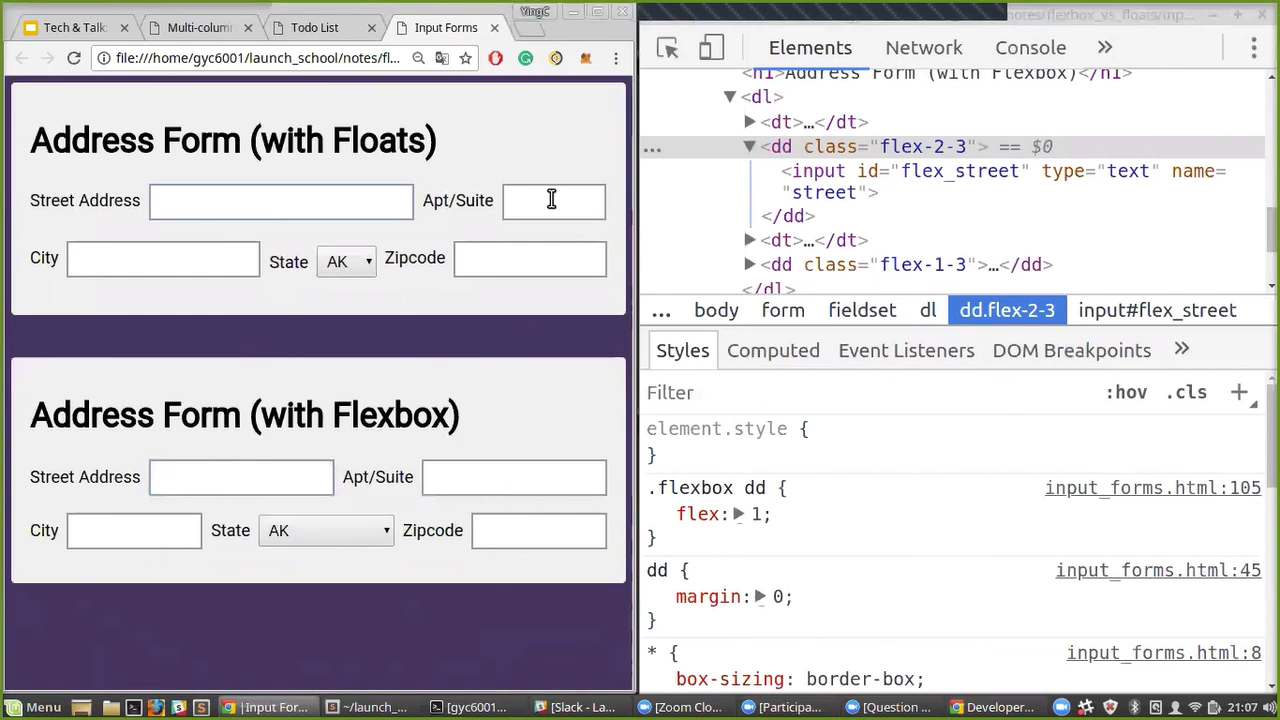 YingC
Tech & Talk: Multi-colum Todo List Input Forms
notes/flexbox_vs_floats/inp...
file:///home/gyc6001/launch_school/notes/fl...
Elements Network Console
Address Form (with Floats)
Street Address Apt/Suite
City State AK Zipcode
Address Form (with Flexbox)
Street Address Apt/Suite
City State AK Zipcode
<h1>Address Form (with Flexbox)</h1>
<dl>
<dt>…</dt>
... <dd class="flex-2-3"> == $0
<input id="flex_street" type="text" name=
"street">
</dd>
<dt>…</dt>
<dd class="flex-1-3">…</dd>
</dl>
... body form fieldset dl dd.flex-2-3 input#flex_street
Styles Computed Event Listeners DOM Breakpoints
Filter :hov .cls +
element.style {
}
.flexbox dd { input_forms.html:105
flex: 1;
}
dd { input_forms.html:45
margin: 0;
}
* { input_forms.html:8
box-sizing: border-box;
Menu |Input For... ~/launch_... [gyc6001... [Slack - La... [Zoom Clo... [Participa... [Question ... Developer... 21:07